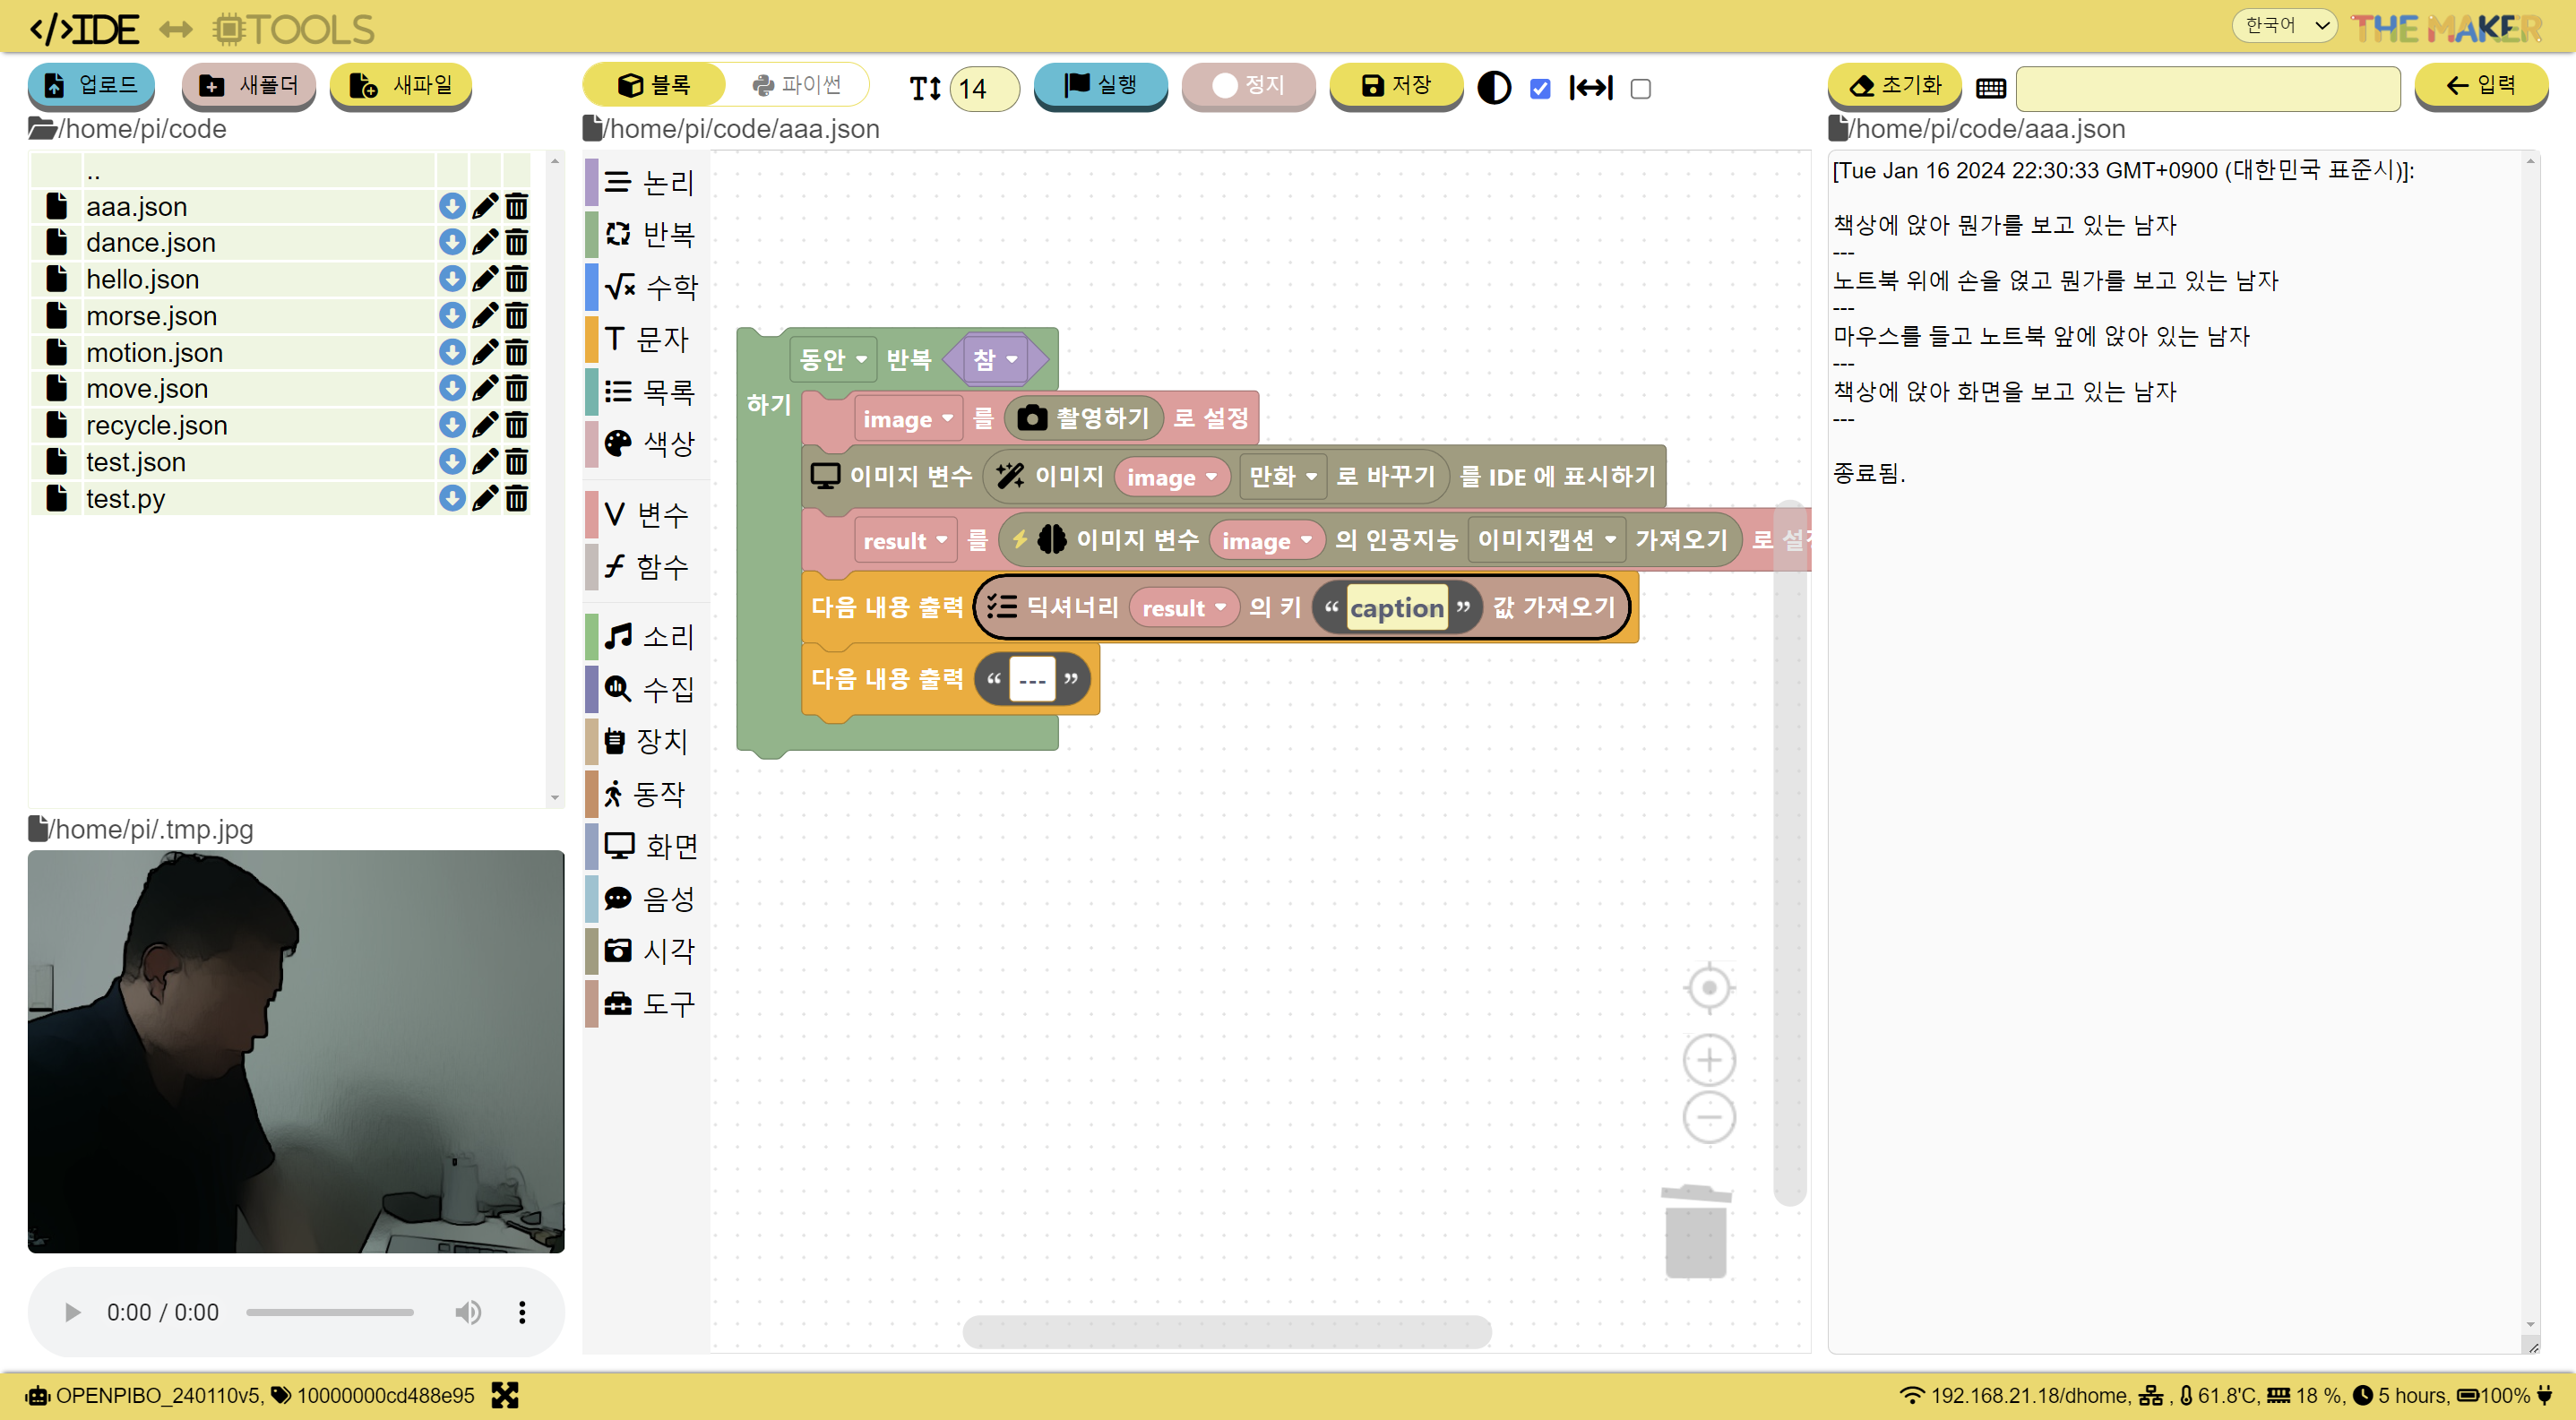 </>IDE TOOLS 한국어 THE MAKER
업로드 새폴더 새파일
/home/pi/code
..
aaa.json
dance.json
hello.json
morse.json
motion.json
move.json
recycle.json
test.json
test.py
/home/pi/.tmp.jpg
0:00 / 0:00
블록 파이썬 T 14 실행 정지 저장
/home/pi/code/aaa.json
논리
반복
수학
문자
목록
색상
변수
함수
소리
수집
장치
동작
화면
음성
시각
도구
동안 반복 참
하기 image 를 촬영하기 로 설정
이미지 변수 이미지 image 만화 로 바꾸기 를 IDE 에 표시하기
result 를 이미지 변수 image 의 인공지능 이미지캡션 가져오기 로 설정
다음 내용 출력 딕셔너리 result 의 키 “ caption ” 값 가져오기
다음 내용 출력 “ --- ”
초기화 입력
/home/pi/code/aaa.json
[Tue Jan 16 2024 22:30:33 GMT+0900 (대한민국 표준시)]:
책상에 앉아 뭔가를 보고 있는 남자
---
노트북 위에 손을 얹고 뭔가를 보고 있는 남자
---
마우스를 들고 노트북 앞에 앉아 있는 남자
---
책상에 앉아 화면을 보고 있는 남자
---
종료됨.
OPENPIBO_240110v5, 10000000cd488e95
192.168.21.18/dhome, , 61.8'C, 18 %, 5 hours, 100%